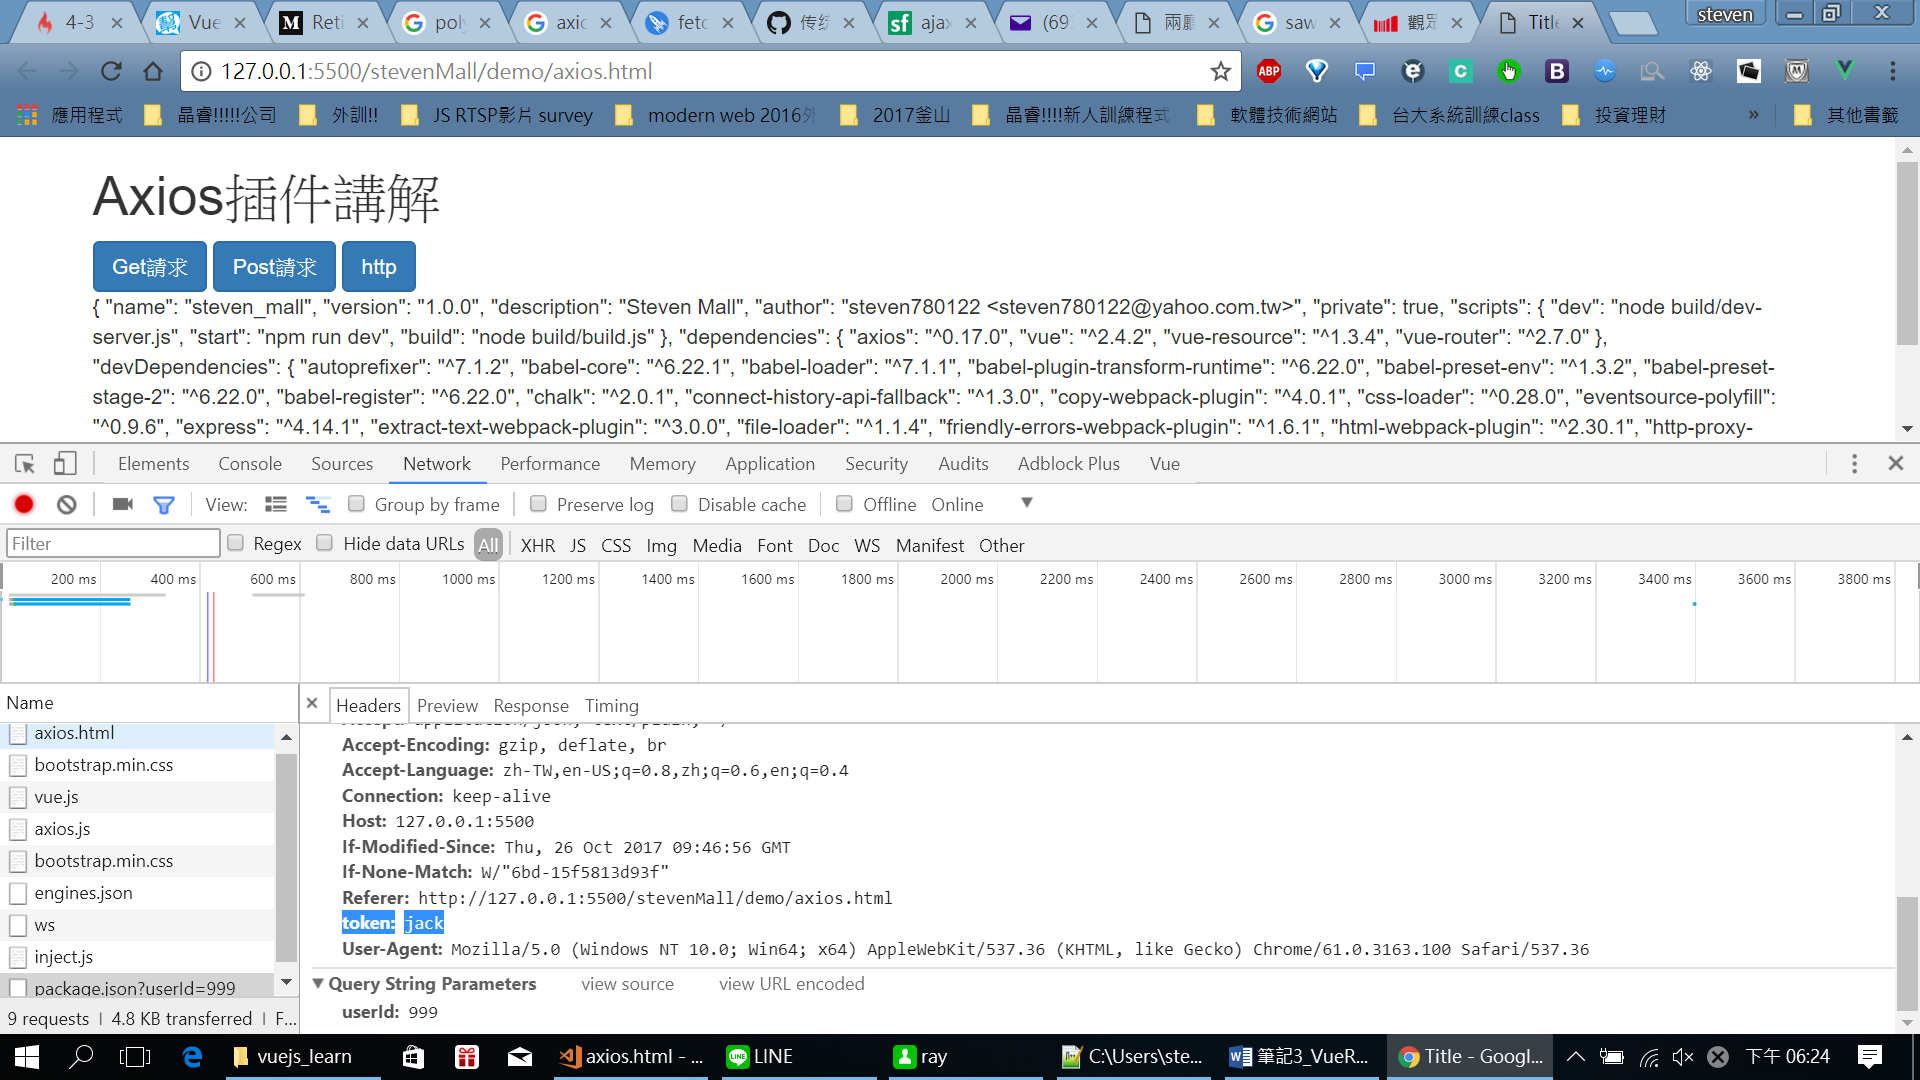 4-3
Vue
Reti
poly
axic
fetc
传统
ajax
(69
兩廳
saw
觀眾
Title
steven
127.0.0.1:5500/stevenMall/demo/axios.html
應用程式
晶睿!!!!!公司
外訓!!
JS RTSP影片 survey
modern web 2016外
2017釜山
晶睿!!!!新人訓練程式
軟體技術網站
台大系統訓練class
投資理財
»
其他書籤
Axios插件講解
Get請求 Post請求 http
{ "name": "steven_mall", "version": "1.0.0", "description": "Steven Mall", "author": "steven780122 <steven780122@yahoo.com.tw>", "private": true, "scripts": { "dev": "node build/dev-
server.js", "start": "npm run dev", "build": "node build/build.js" }, "dependencies": { "axios": "^0.17.0", "vue": "^2.4.2", "vue-resource": "^1.3.4", "vue-router": "^2.7.0" },
"devDependencies": { "autoprefixer": "^7.1.2", "babel-core": "^6.22.1", "babel-loader": "^7.1.1", "babel-plugin-transform-runtime": "^6.22.0", "babel-preset-env": "^1.3.2", "babel-preset-
stage-2": "^6.22.0", "babel-register": "^6.22.0", "chalk": "^2.0.1", "connect-history-api-fallback": "^1.3.0", "copy-webpack-plugin": "^4.0.1", "css-loader": "^0.28.0", "eventsource-polyfill":
"^0.9.6", "express": "^4.14.1", "extract-text-webpack-plugin": "^3.0.0", "file-loader": "^1.1.4", "friendly-errors-webpack-plugin": "^1.6.1", "html-webpack-plugin": "^2.30.1", "http-proxy-
Elements Console Sources Network Performance Memory Application Security Audits Adblock Plus Vue
View: Group by frame Preserve log Disable cache Offline Online
Filter Regex Hide data URLs All XHR JS CSS Img Media Font Doc WS Manifest Other
200 ms 400 ms 600 ms 800 ms 1000 ms 1200 ms 1400 ms 1600 ms 1800 ms 2000 ms 2200 ms 2400 ms 2600 ms 2800 ms 3000 ms 3200 ms 3400 ms 3600 ms 3800 ms
Name
axios.html
bootstrap.min.css
vue.js
axios.js
bootstrap.min.css
engines.json
ws
inject.js
package.json?userId=999
9 requests | 4.8 KB transferred | F...
Headers Preview Response Timing
Accept-Encoding: gzip, deflate, br
Accept-Language: zh-TW,en-US;q=0.8,zh;q=0.6,en;q=0.4
Connection: keep-alive
Host: 127.0.0.1:5500
If-Modified-Since: Thu, 26 Oct 2017 09:46:56 GMT
If-None-Match: W/"6bd-15f5813d93f"
Referer: http://127.0.0.1:5500/stevenMall/demo/axios.html
token: jack
User-Agent: Mozilla/5.0 (Windows NT 10.0; Win64; x64) AppleWebKit/537.36 (KHTML, like Gecko) Chrome/61.0.3163.100 Safari/537.36
Query String Parameters view source view URL encoded
userId: 999
vuejs_learn
axios.html - ...
LINE
ray
C:\Users\ste...
筆記3_VueR...
Title - Googl...
下午 06:24